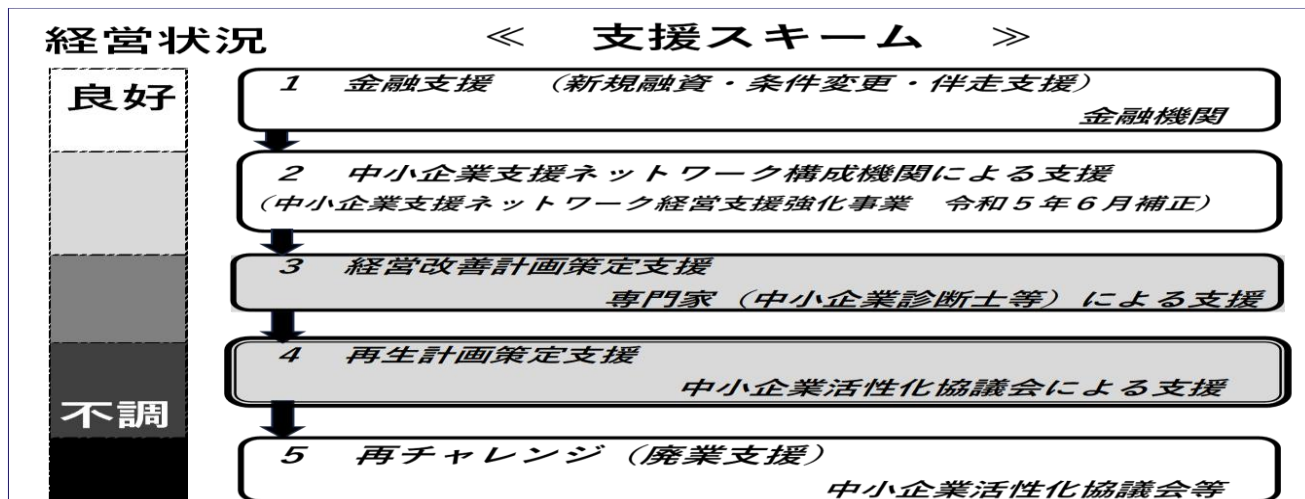 経営状況 ≪ 支援スキーム ≫
良好
1 金融支援 （新規融資・条件変更・伴走支援）
金融機関
2 中小企業支援ネットワーク構成機関による支援
（中小企業支援ネットワーク経営支援強化事業 令和５年６月補正）
3 経営改善計画策定支援
専門家（中小企業診断士等）による支援
4 再生計画策定支援
中小企業活性化協議会による支援
不調
5 再チャレンジ（廃業支援）
中小企業活性化協議会等